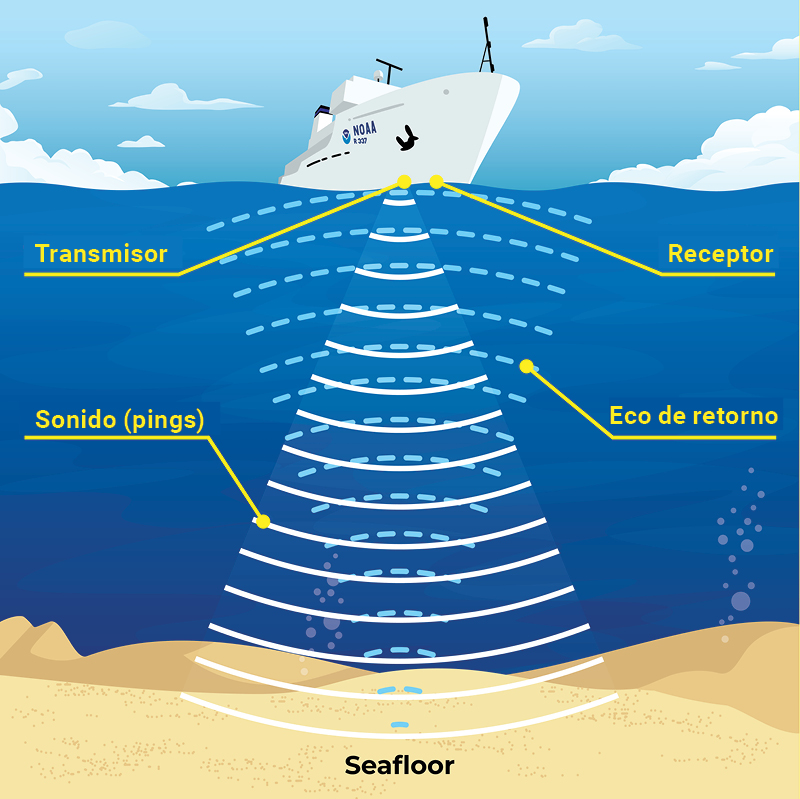 NOAA
R 337
Transmisor
Receptor
Sonido (pings)
Eco de retorno
Seafloor